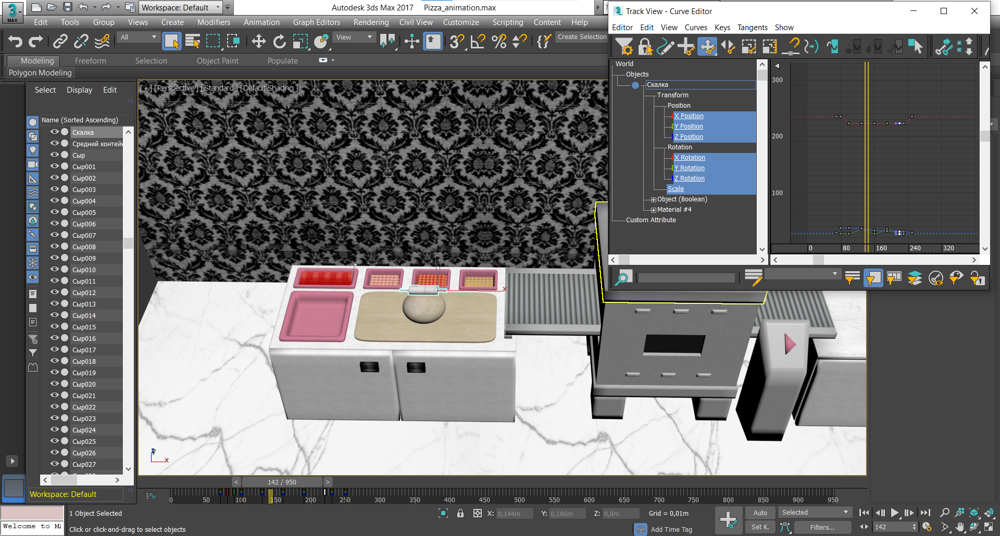 3
MAX
Workspace: Default
Autodesk 3ds Max 2017 Pizza_animation.max
Edit Tools Group Views Create Modifiers Animation Graph Editors Rendering Civil View Customize Scripting Content Help
All
View
3
Create Selection
Modeling Freeform Selection Object Paint Populate
Polygon Modeling
Select Display Edit
Name (Sorted Ascending)
Скалка
Средний контейн
Сыр
Сыр001
Сыр002
Сыр003
Сыр004
Сыр005
Сыр006
Сыр007
Сыр008
Сыр009
Сыр010
Сыр011
Сыр012
Сыр013
Сыр014
Сыр015
Сыр016
Сыр017
Сыр018
Сыр019
Сыр020
Сыр021
Сыр022
Сыр023
Сыр024
Сыр025
Сыр026
Сыр027
Workspace: Default
[+] [Perspective ] [Standard ] [Default Shading ]
x
x
Track View - Curve Editor
Editor Edit View Curves Keys Tangents Show
World
Objects
Скалка
Transform
Position
X Position
Y Position
Z Position
Rotation
X Rotation
Y Rotation
Z Rotation
Scale
Object (Boolean)
Material #4
Custom Attribute
300
200
100
0 80 160 240 320
142 / 950
0 50 100 150 200 250 300 350 400 450 500 550 600 650 700 750 800 850 900 950
Welcome to MA
1 Object Selected
Click or click-and-drag to select objects
X: 0,144m Y: 0,186m Z: 0,0m Grid = 0,01m
Add Time Tag
Auto Selected
Set K. Filters...
142